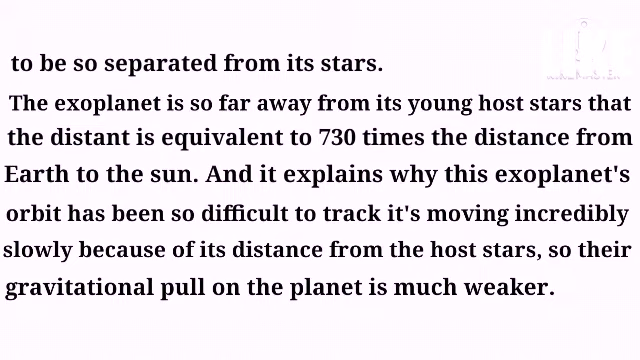 to be so separated from its stars.
The exoplanet is so far away from its young host stars that
the distant is equivalent to 730 times the distance from
Earth to the sun. And it explains why this exoplanet's
orbit has been so difficult to track it's moving incredibly
slowly because of its distance from the host stars, so their
gravitational pull on the planet is much weaker.